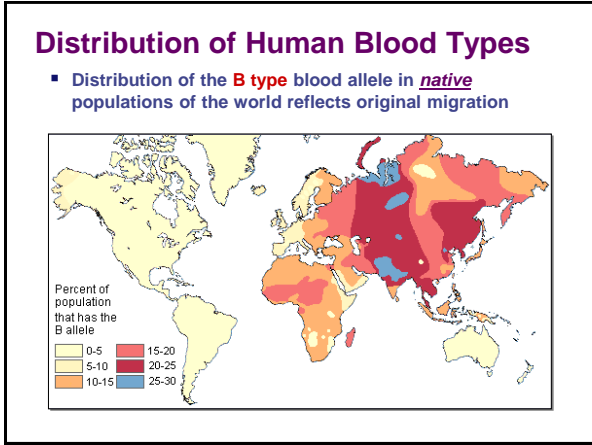 Distribution of Human Blood Types
▪ Distribution of the B type blood allele in native
populations of the world reflects original migration
Percent of
population
that has the
B allele
0-5 15-20
5-10 20-25
10-15 25-30